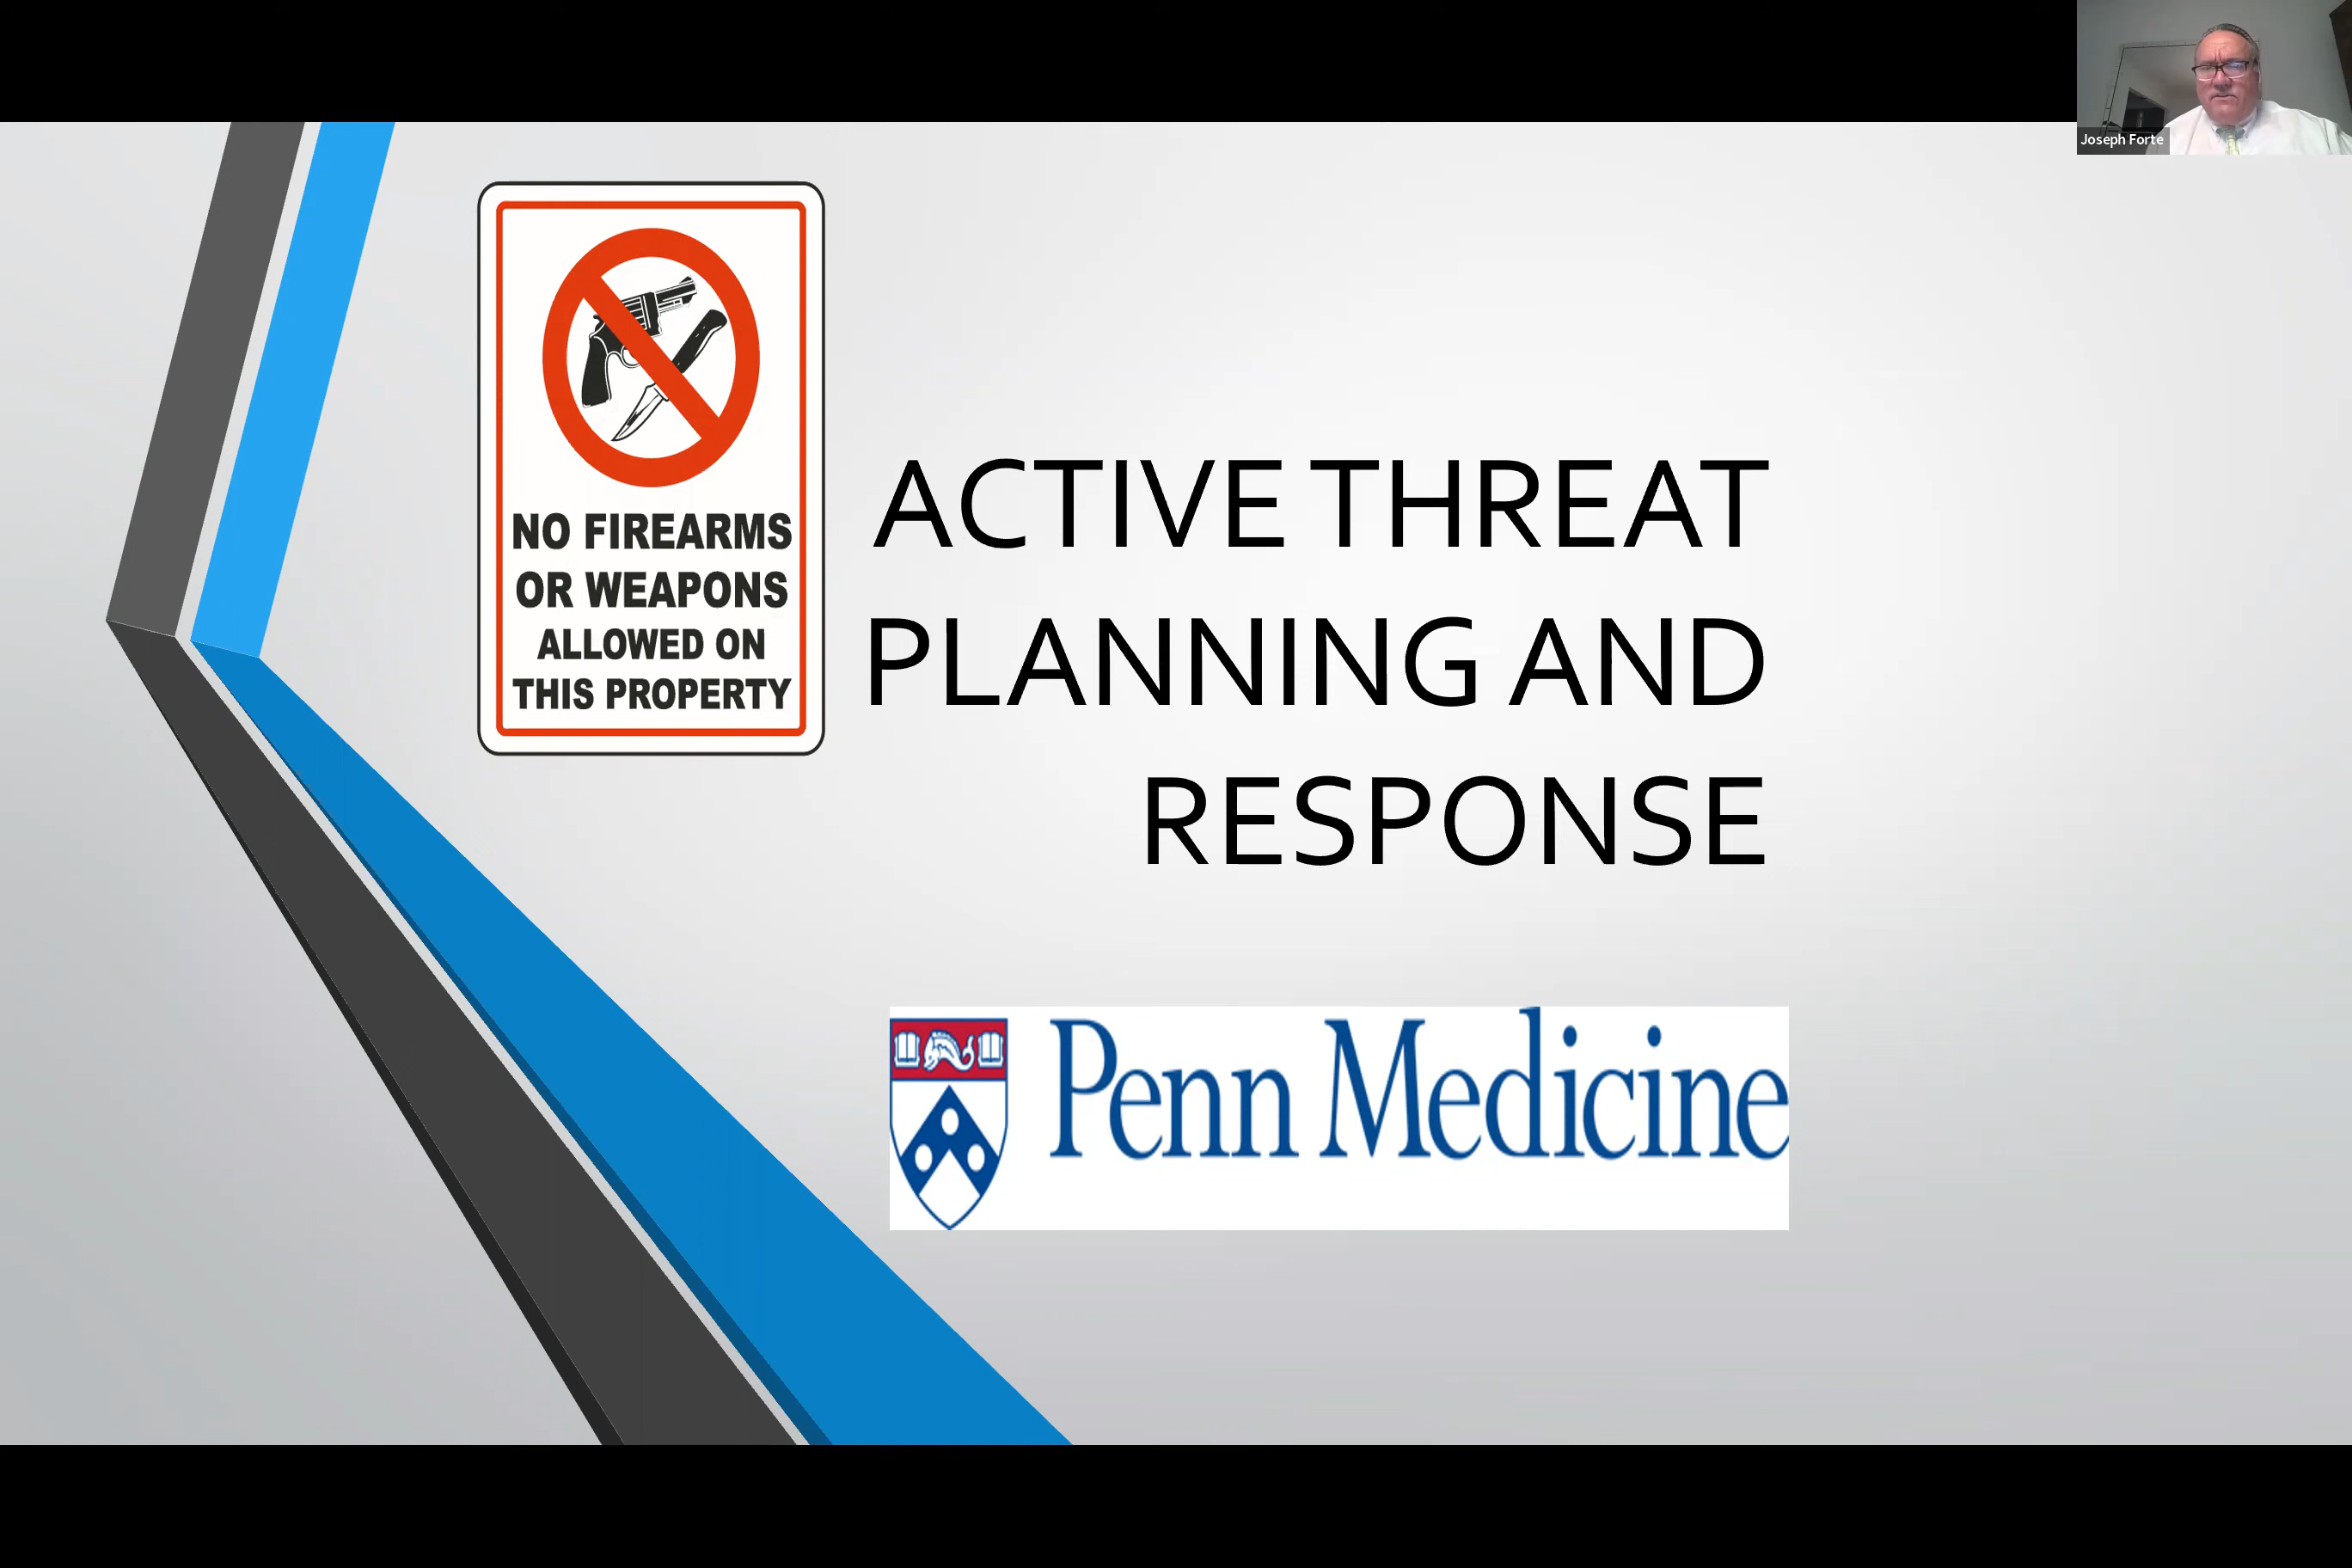 Joseph Forte
NO FIREARMS
OR WEAPONS
ALLOWED ON
THIS PROPERTY
ACTIVE THREAT
PLANNING AND
RESPONSE
Penn Medicine